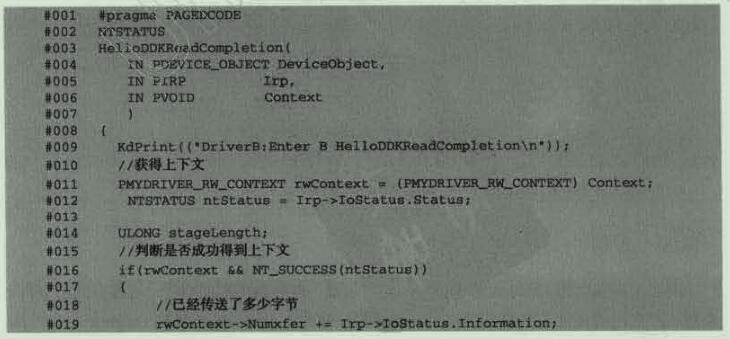 #001 #pragma PAGEDCODE
#002 NTSTATUS
#003 HelloDDKReadCompletion(
#004 IN PDEVICE_OBJECT DeviceObject,
#005 IN PIRP Irp,
#006 IN PVOID Context
#007 )
#008 {
#009 KdPrint(("DriverB:Enter B HelloDDKReadCompletion\n"));
#010 //获得上下文
#011 PMYDRIVER_RW_CONTEXT rwContext = (PMYDRIVER_RW_CONTEXT) Context;
#012 NTSTATUS ntStatus = Irp->IoStatus.Status;
#013
#014 ULONG stageLength;
#015 //判断是否成功得到上下文
#016 if(rwContext && NT_SUCCESS(ntStatus))
#017 {
#018 //已经传送了多少字节
#019 rwContext->Numxfer += Irp->IoStatus.Information;